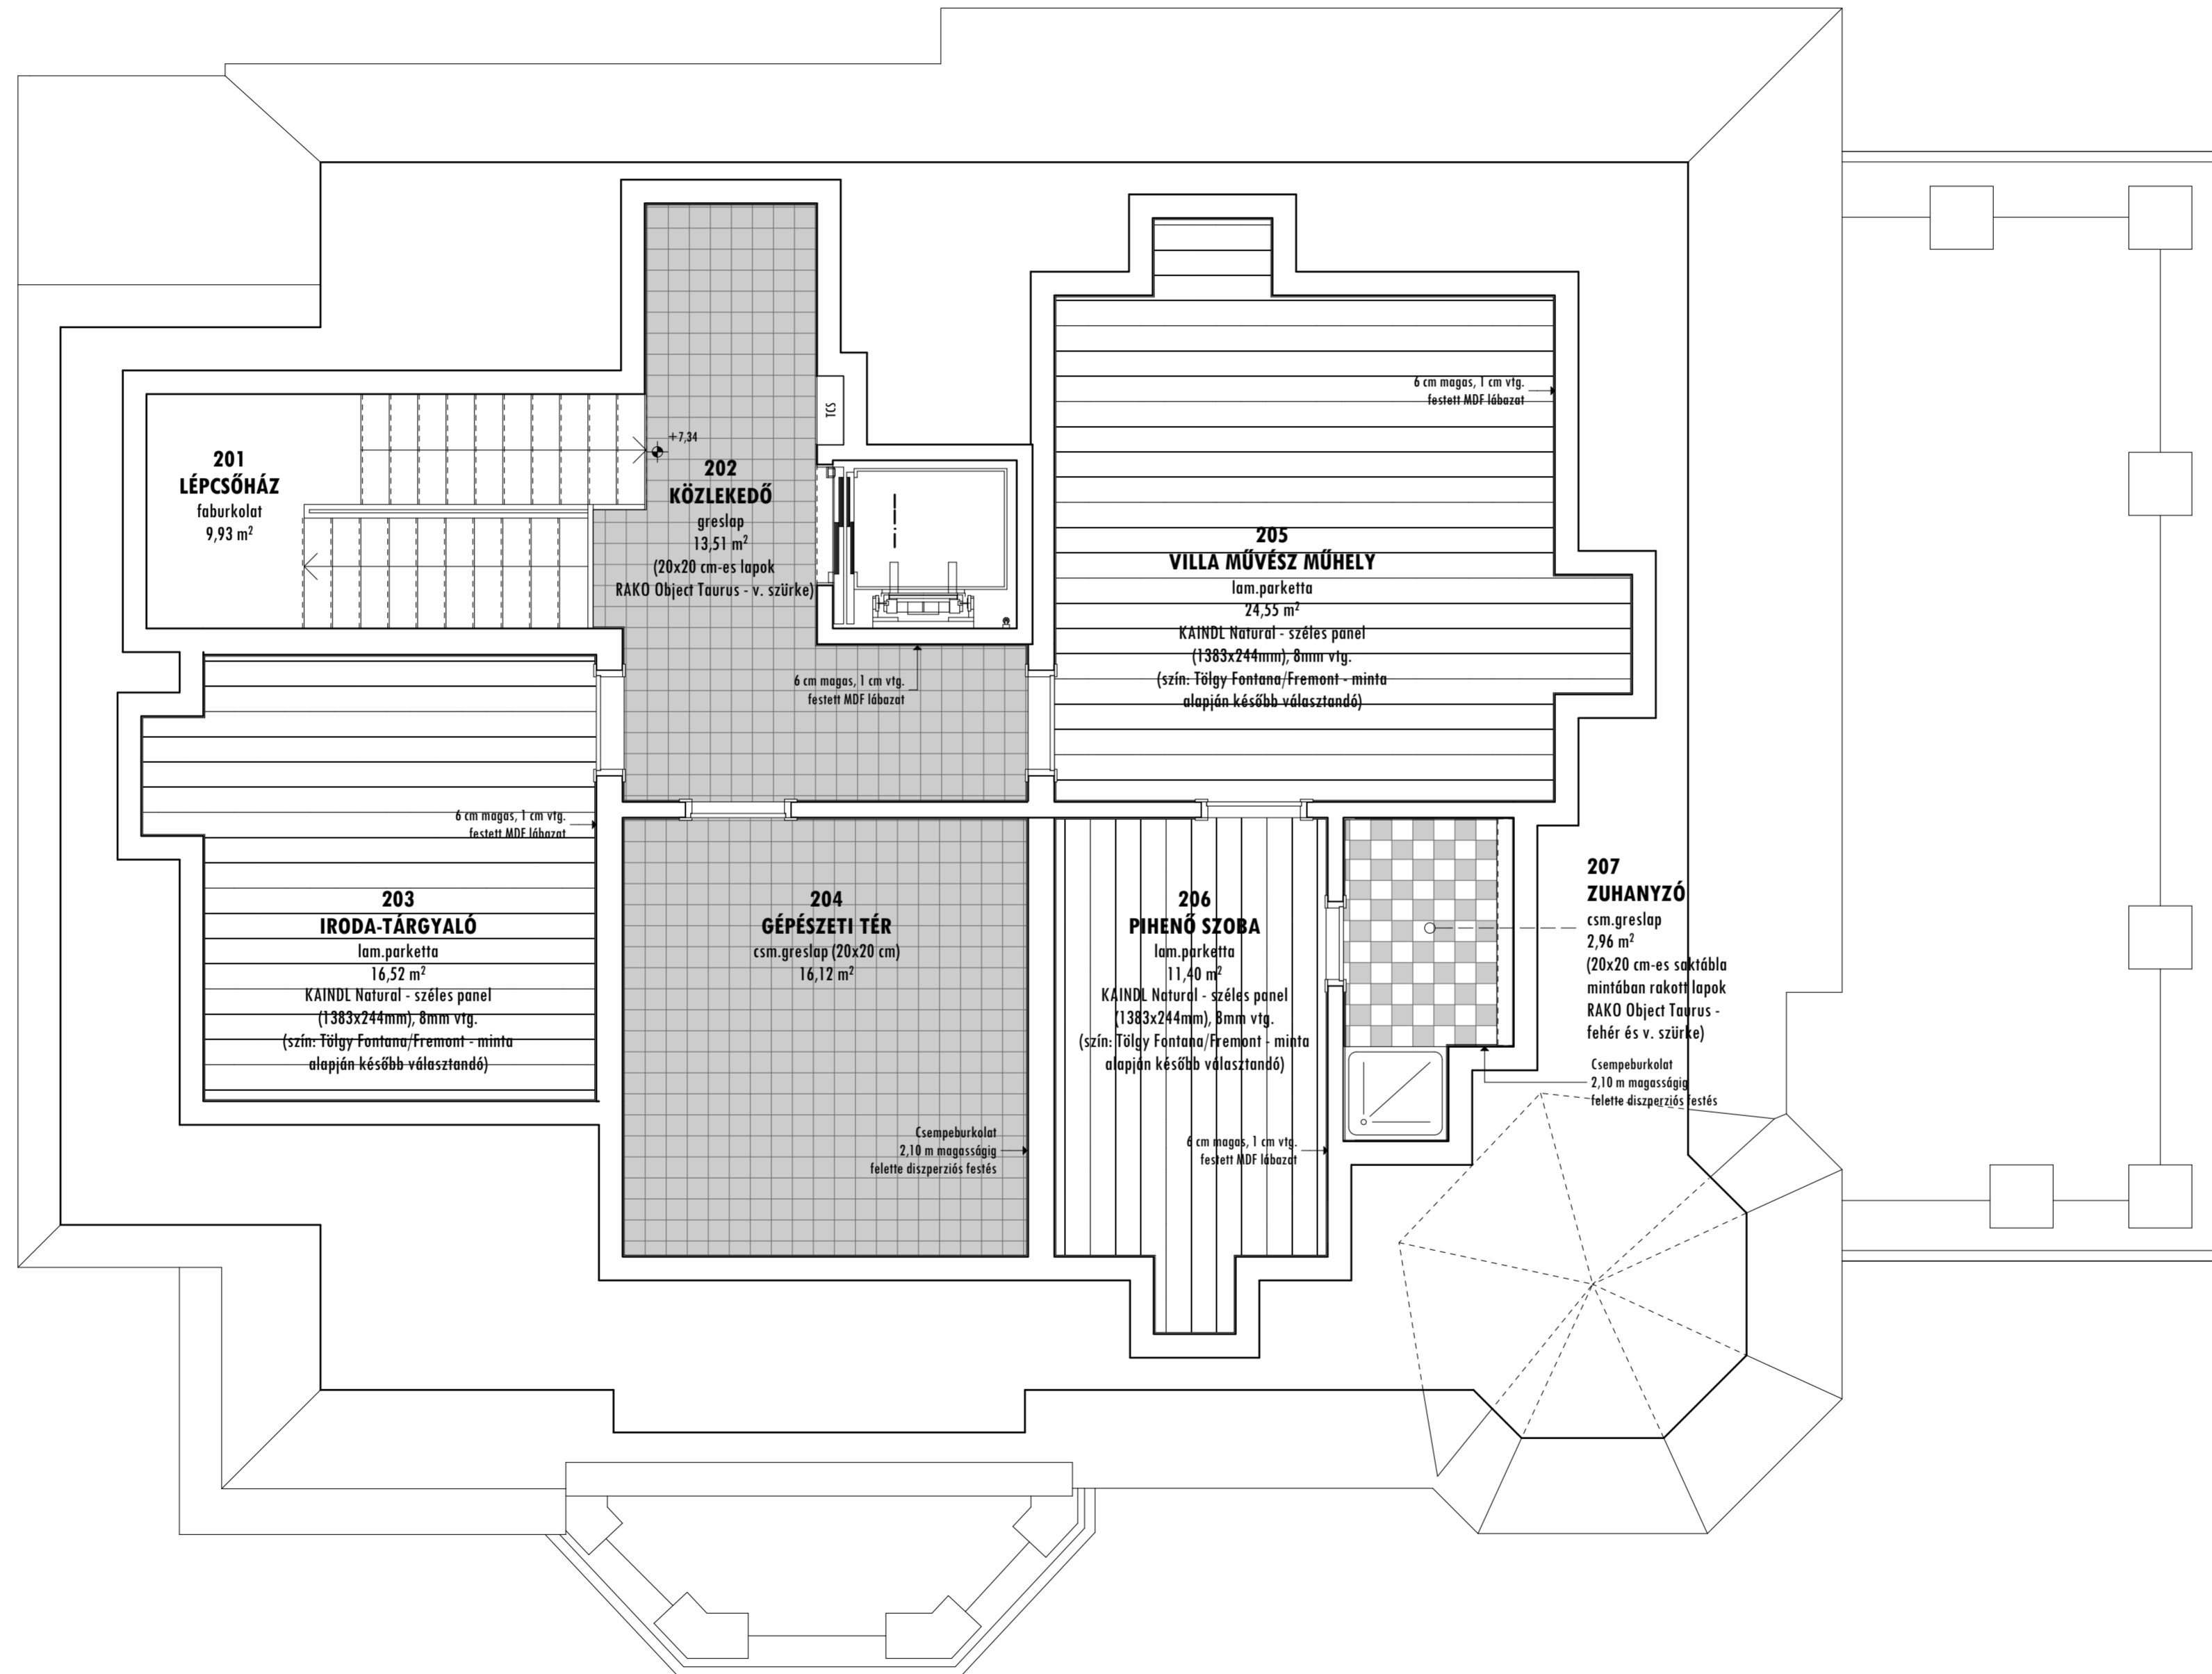 201
LÉPCSŐHÁZ
faburkolat
9,93 m²
+7,34
202
KÖZLEKEDŐ
greslap
13,51 m²
(20x20 cm-es lapok
RAKO Object Taurus - v. szürke)
TCS
6 cm magas, 1 cm vtg.
festett MDF lábazat
205
VILLA MŰVÉSZ MŰHELY
lam.parketta
24,55 m²
KAINDL Natural - széles panel
(1383x244mm), 8mm vtg.
(szín: Tölgy Fontana/Fremont - minta
alapján később választandó)
6 cm magas, 1 cm vtg.
festett MDF lábazat
6 cm magas, 1 cm vtg.
festett MDF lábazat
203
IRODA-TÁRGYALÓ
lam.parketta
16,52 m²
KAINDL Natural - széles panel
(1383x244mm), 8mm vtg.
(szín: Tölgy Fontana/Fremont - minta
alapján később választandó)
204
GÉPÉSZETI TÉR
csm.greslap (20x20 cm)
16,12 m²
Csempeburkolat
2,10 m magasságig
felette diszperziós festés
206
PIHENŐ SZOBA
lam.parketta
11,40 m²
KAINDL Natural - széles panel
(1383x244mm), 8mm vtg.
(szín: Tölgy Fontana/Fremont - minta
alapján később választandó)
6 cm magas, 1 cm vtg.
festett MDF lábazat
207
ZUHANYZÓ
csm.greslap
2,96 m²
(20x20 cm-es saktábla
mintában rakott lapok
RAKO Object Taurus -
fehér és v. szürke)
Csempeburkolat
2,10 m magasságig
felette diszperziós festés